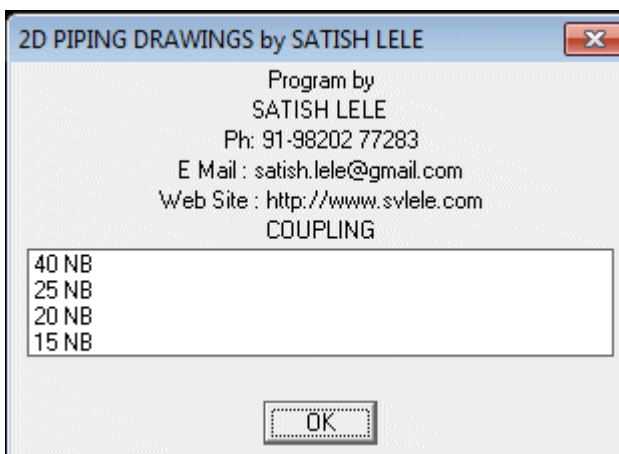 2D PIPING DRAWINGS by SATISH LELE
Program by
SATISH LELE
Ph: 91-98202 77283
E Mail : satish.lele@gmail.com
Web Site : http://www.svlele.com
COUPLING
40 NB
25 NB
20 NB
15 NB
OK